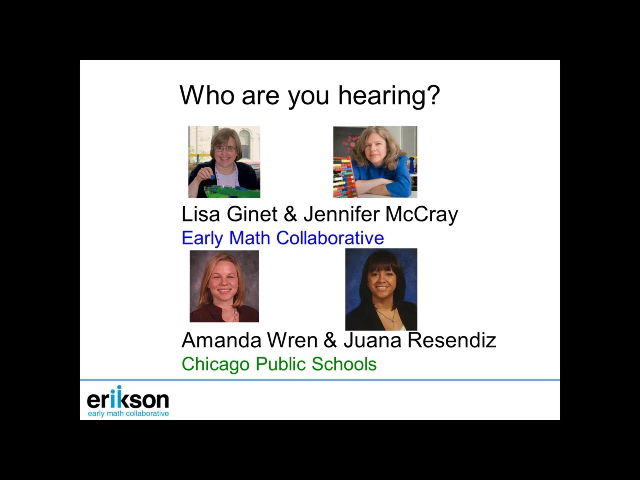 Who are you hearing?
Lisa Ginet & Jennifer McCray
Early Math Collaborative
Amanda Wren & Juana Resendiz
Chicago Public Schools
erikson
early math collaborative